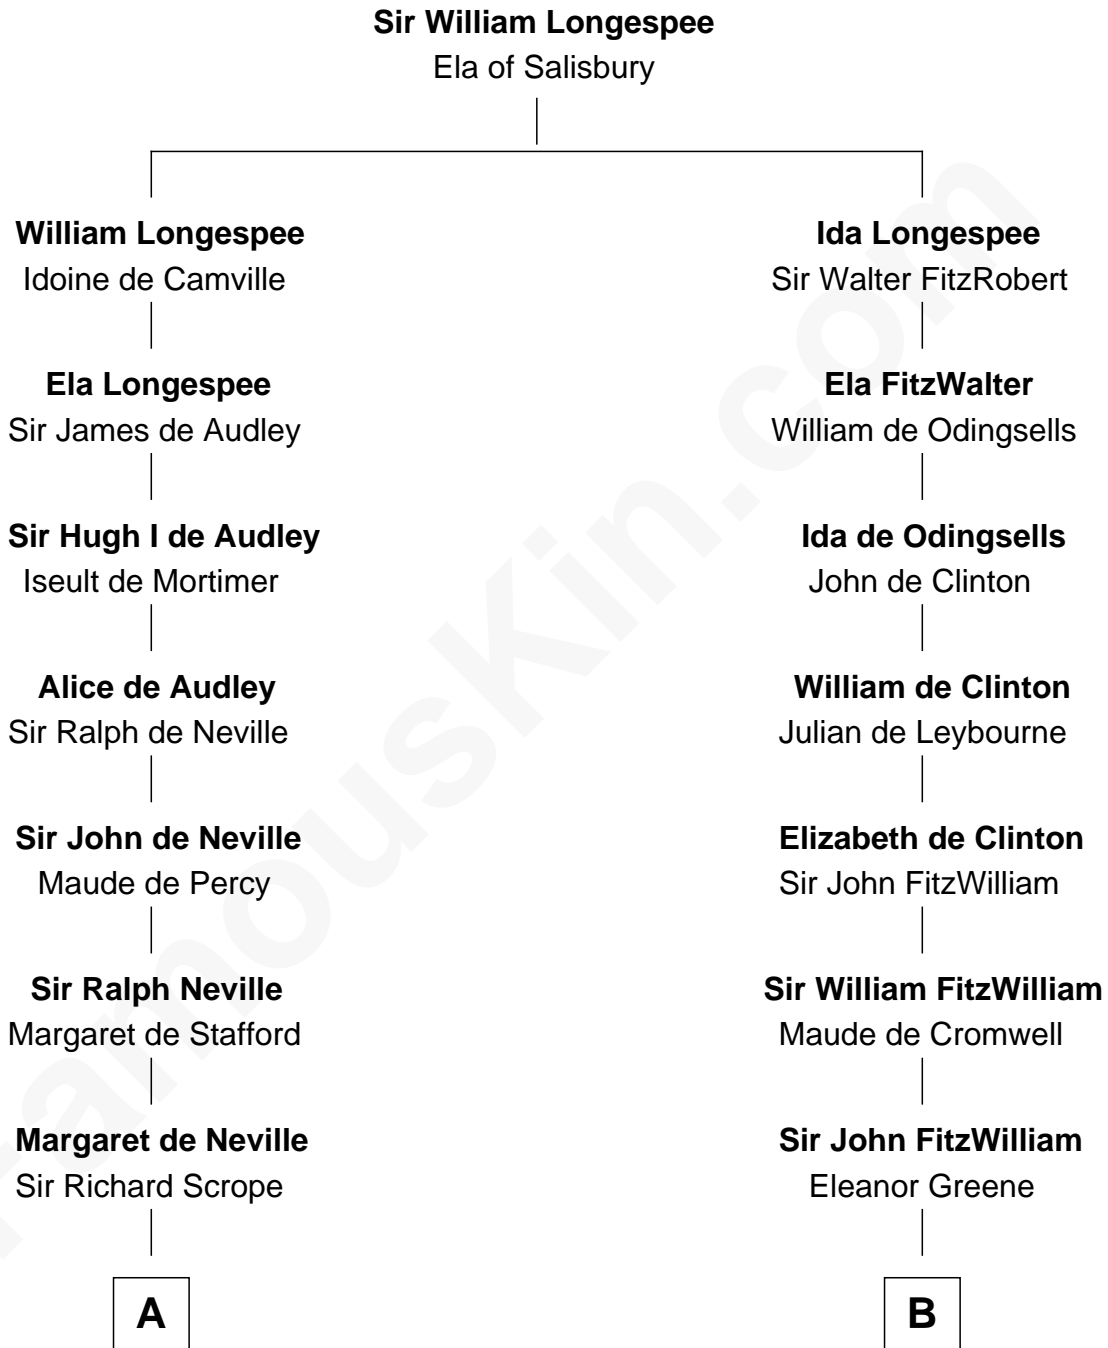 Sir William Longespee
Ela of Salisbury
William Longespee
Idoine de Camville
Ela Longespee
Sir James de Audley
Sir Hugh I de Audley
Iseult de Mortimer
Alice de Audley
Sir Ralph de Neville
Sir John de Neville
Maude de Percy
Sir Ralph Neville
Margaret de Stafford
Margaret de Neville
Sir Richard Scrope
A
Ida Longespee
Sir Walter FitzRobert
Ela FitzWalter
William de Odingsells
Ida de Odingsells
John de Clinton
William de Clinton
Julian de Leybourne
Elizabeth de Clinton
Sir John FitzWilliam
Sir William FitzWilliam
Maude de Cromwell
Sir John FitzWilliam
Eleanor Greene
B
FamousKin.com